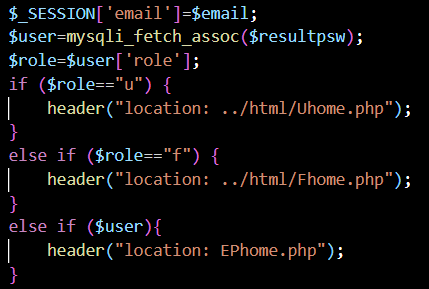 $_SESSION['email']=$email;
$user=mysqli_fetch_assoc($resultpsw);
$role=$user['role'];
if ($role=="u") {
    header("location: ../html/Uhome.php");
}
else if ($role=="f") {
    header("location: ../html/Fhome.php");
}
else if ($user){
    header("location: EPhome.php");
}